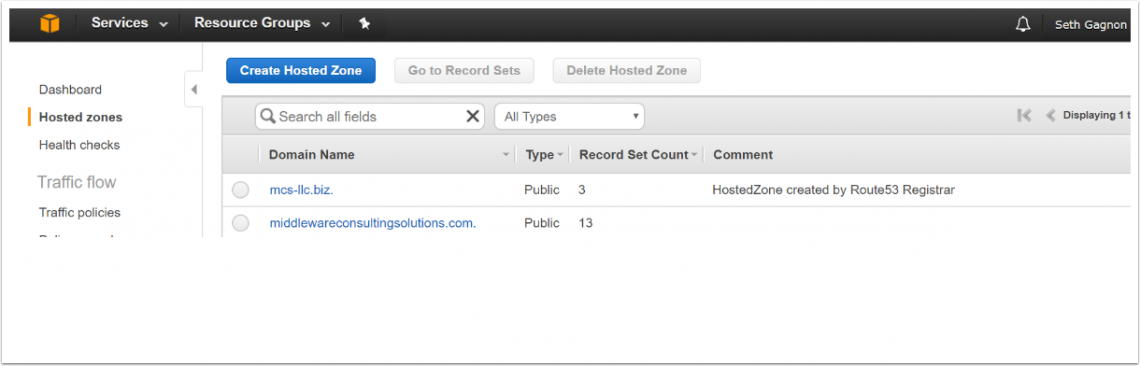 Services Resource Groups Seth Gagnon
Create Hosted Zone Go to Record Sets Delete Hosted Zone
Dashboard
Hosted zones
Health checks
Traffic flow
Traffic policies
Search all fields All Types Displaying 1 t
Domain Name Type Record Set Count Comment
mcs-llc.biz. Public 3 HostedZone created by Route53 Registrar
middlewareconsultingsolutions.com. Public 13